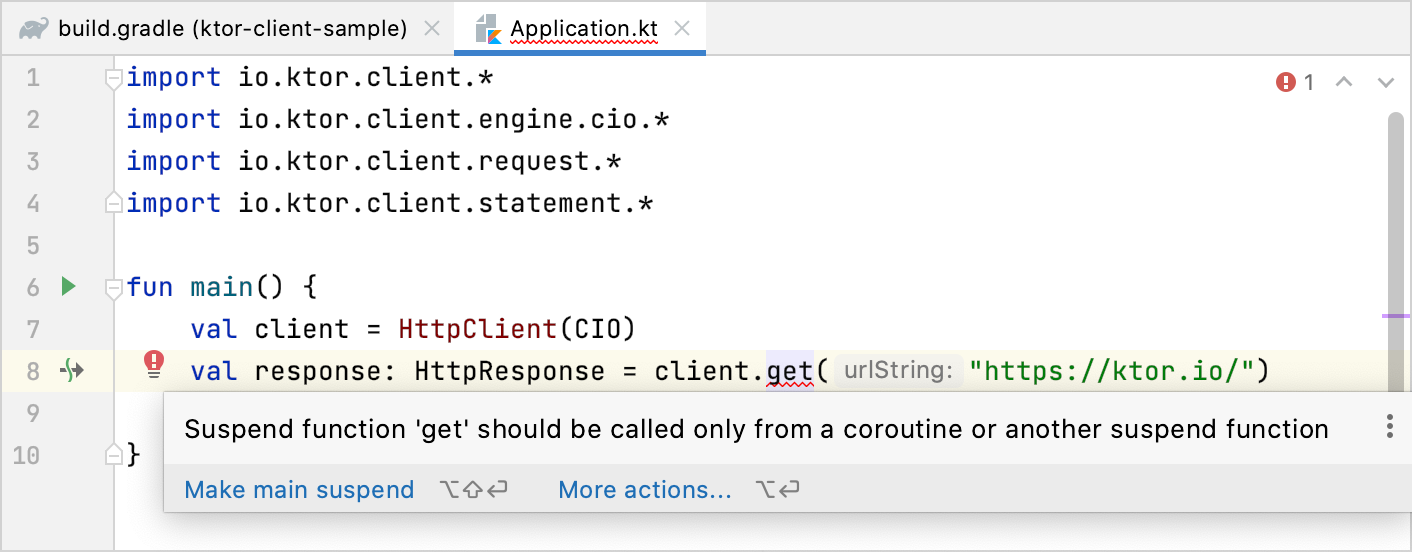 build.gradle (ktor-client-sample) Application.kt
1 import io.ktor.client.* 1
2 import io.ktor.client.engine.cio.*
3 import io.ktor.client.request.*
4 import io.ktor.client.statement.*
5
6 fun main() {
7 val client = HttpClient(CIO)
8 val response: HttpResponse = client.get( urlString: "https://ktor.io/")
9
Suspend function 'get' should be called only from a coroutine or another suspend function
10 }
Make main suspend ⌥⇧⏎ More actions... ⌥⏎